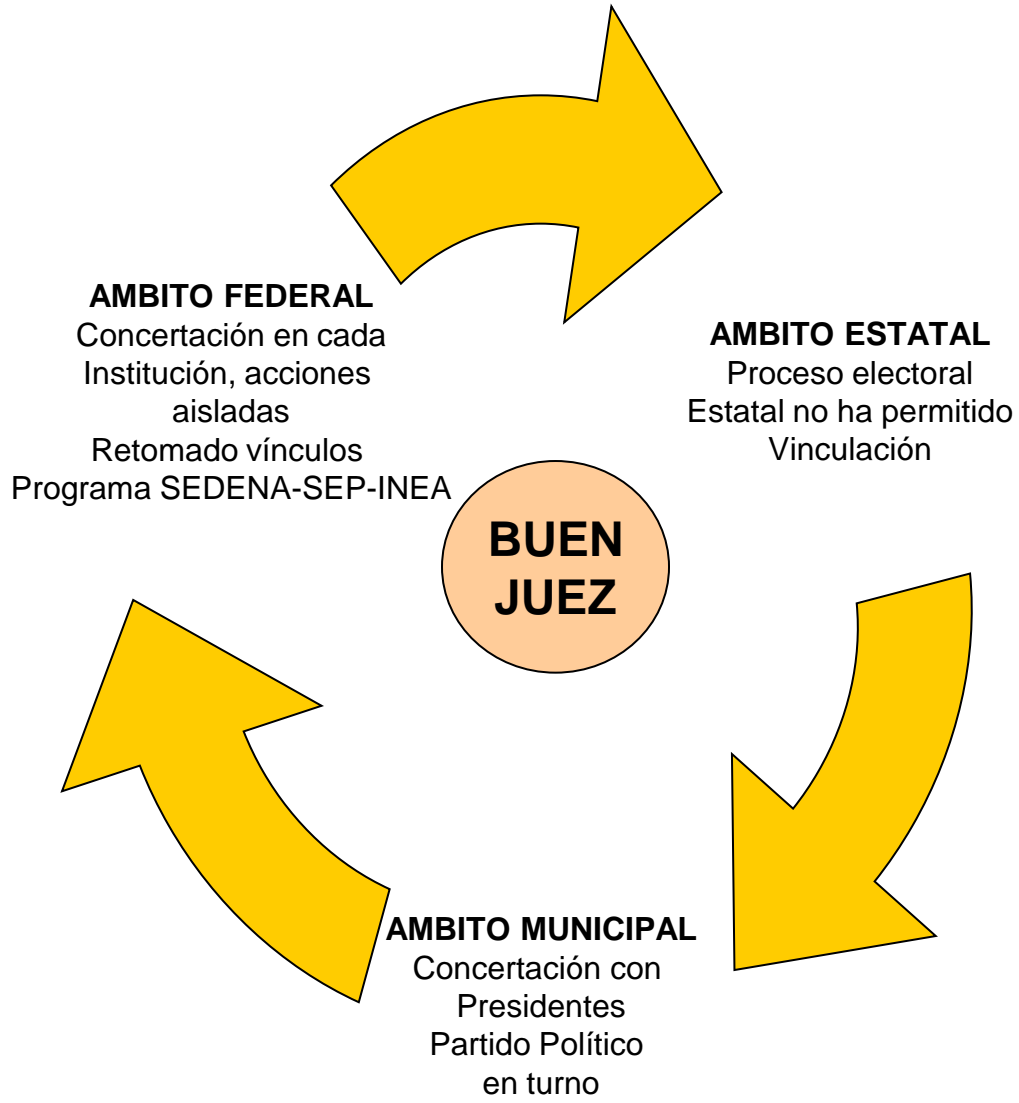 AMBITO FEDERAL
Concertación en cada
Institución, acciones
aisladas
Retomado vínculos
Programa SEDENA-SEP-INEA
AMBITO ESTATAL
Proceso electoral
Estatal no ha permitido
Vinculación
BUEN
JUEZ
AMBITO MUNICIPAL
Concertación con
Presidentes
Partido Político
en turno